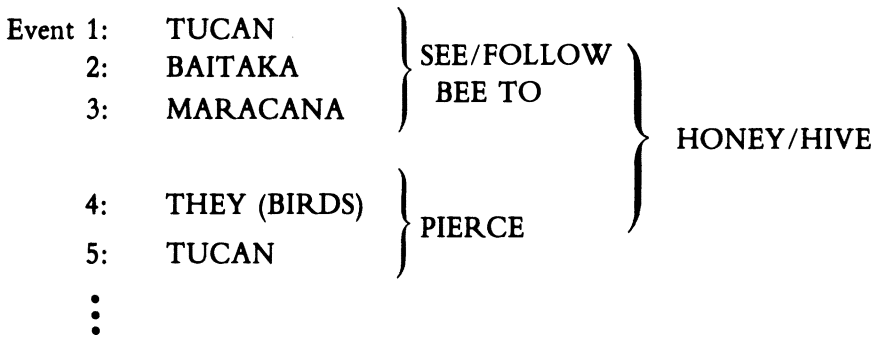 Event 1: TUCAN
2: BAITAKA
3: MARACANA
SEE/FOLLOW
BEE TO
HONEY/HIVE
4: THEY (BIRDS)
5: TUCAN
PIERCE